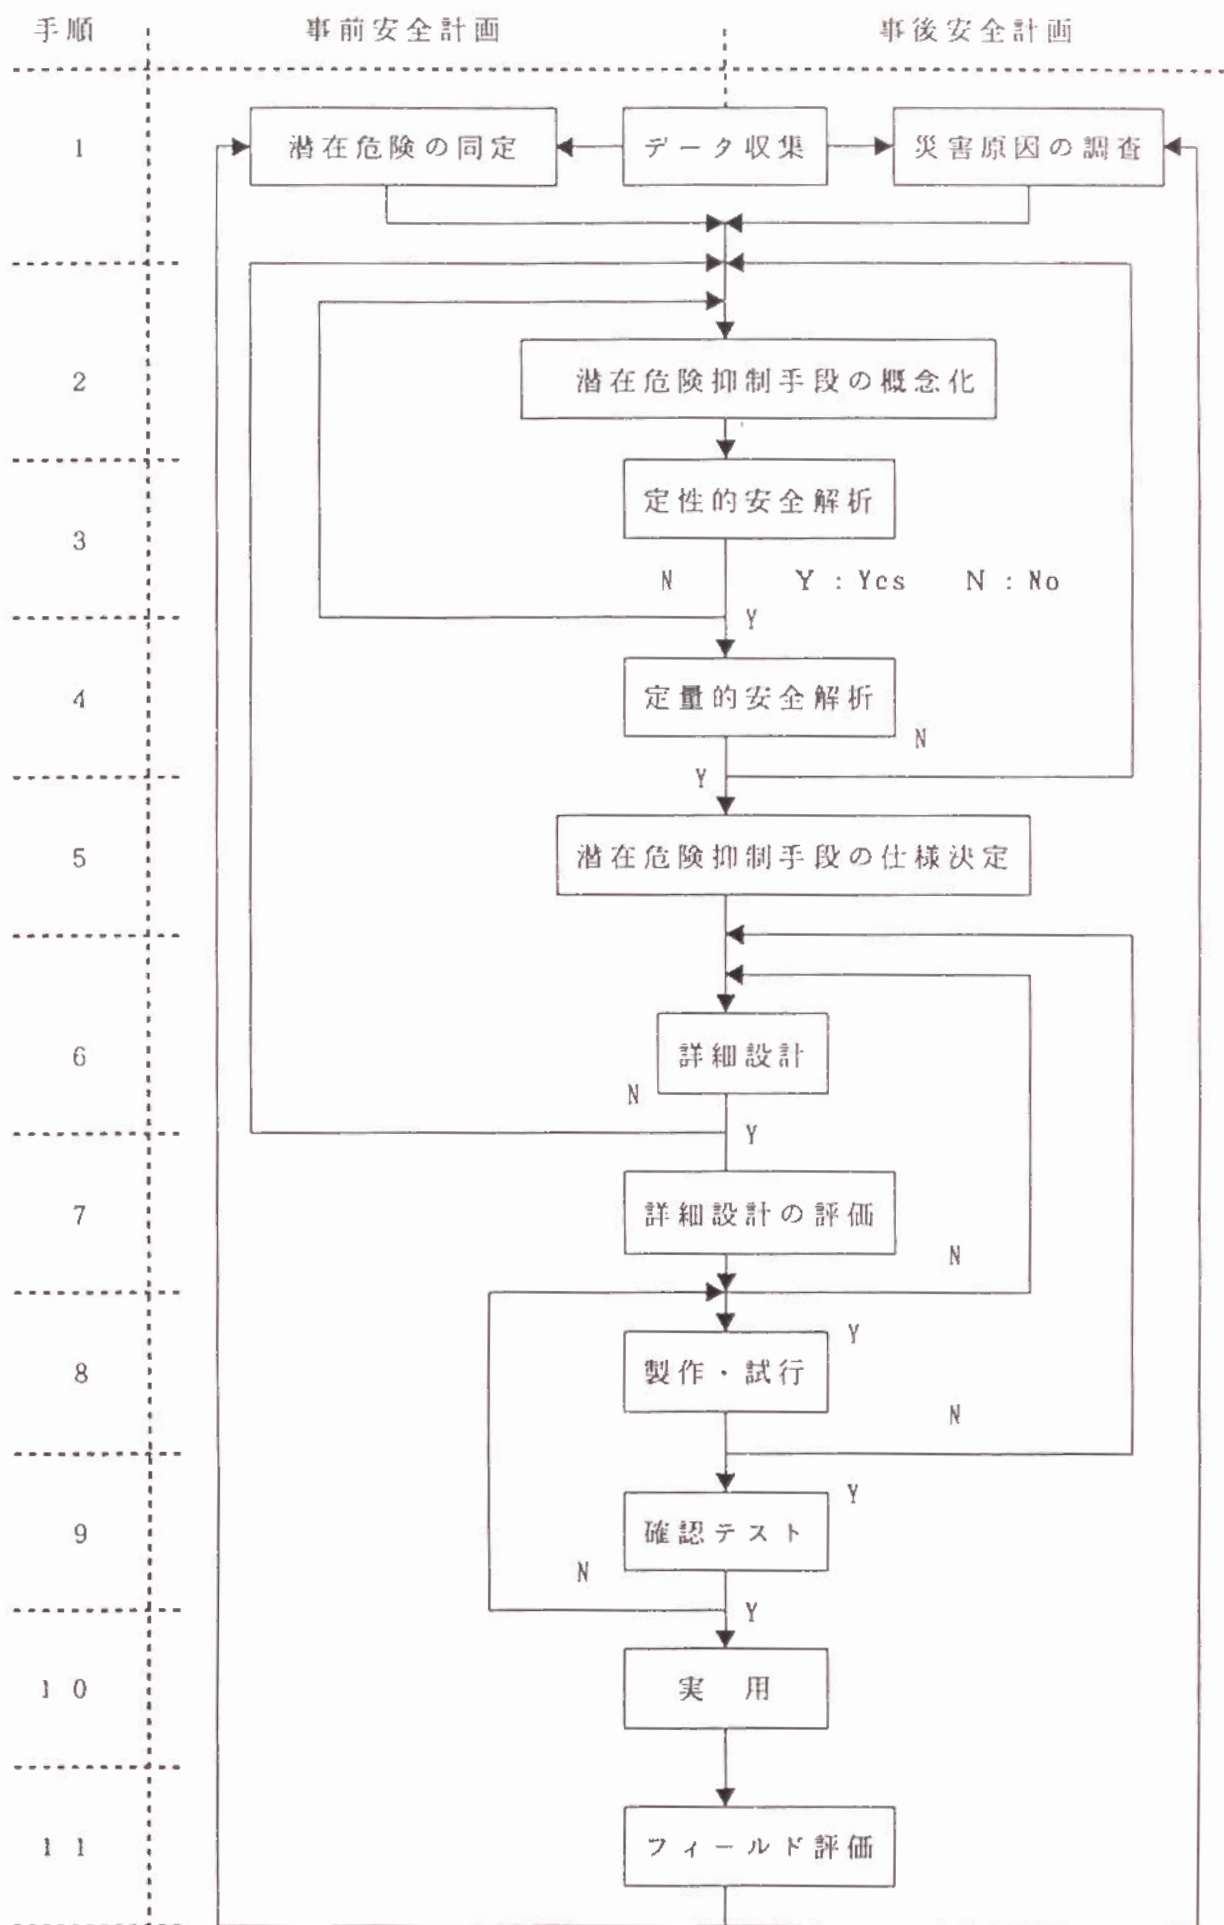 手順 事前安全計画 事後安全計画
1 潜在危険の同定 データ収集 災害原因の調査
2 潜在危険抑制手段の概念化
3 定性的安全解析
N Y : Yes N : No
Y
4 定量的安全解析
N
Y
5 潜在危険抑制手段の仕様決定
6 詳細設計
N
Y
7 詳細設計の評価
N
Y
8 製作・試行
N
Y
9 確認テスト
N
Y
10 実用
11 フィールド評価